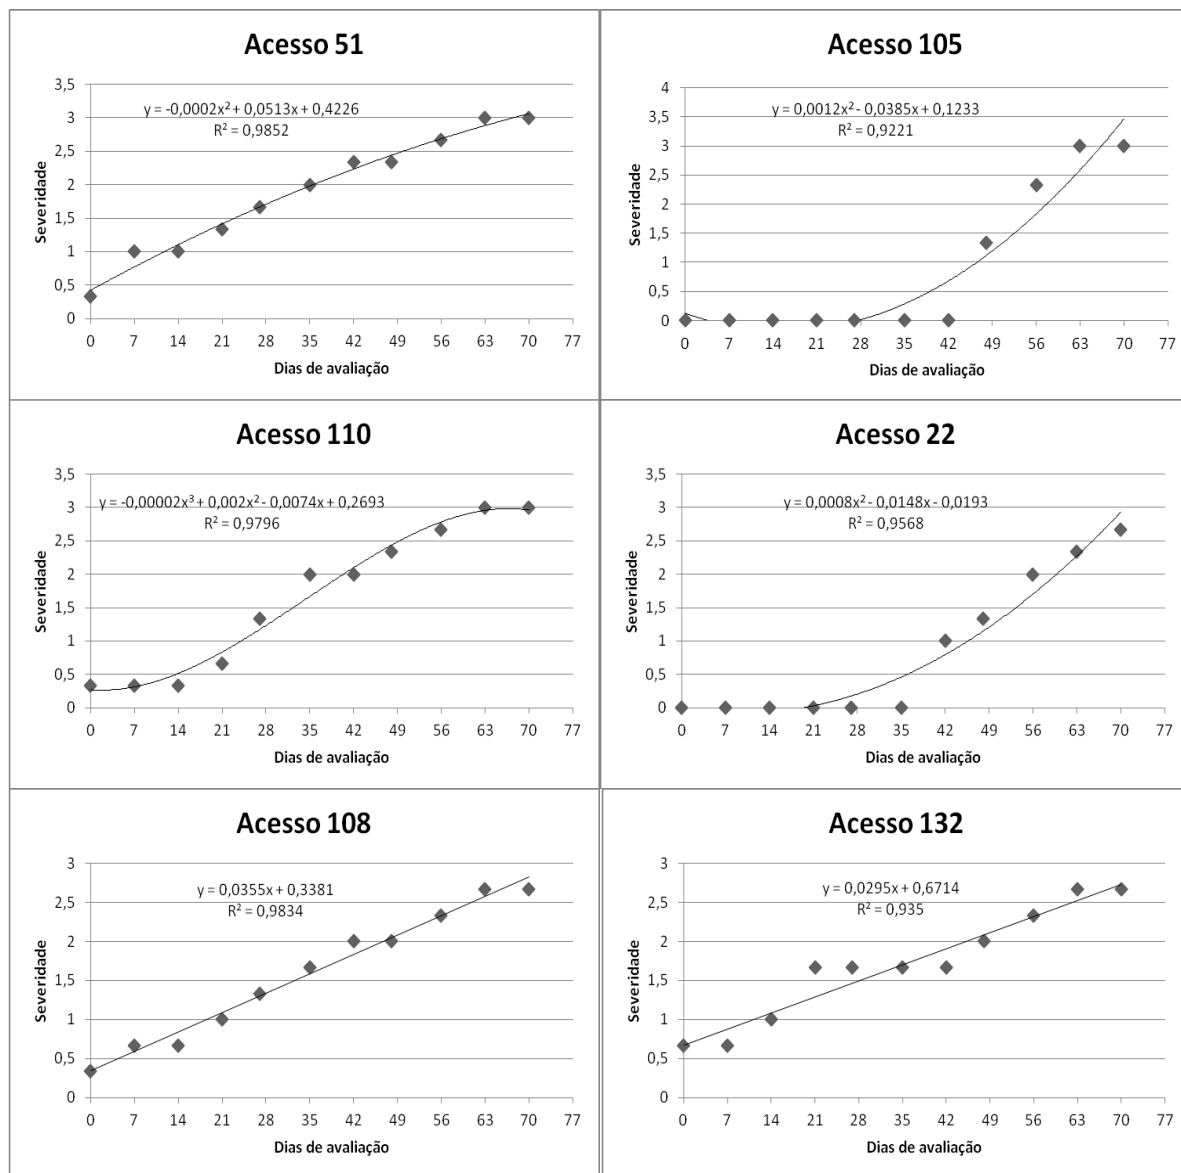 Acesso 51
y = -0,0002x² + 0,0513x + 0,4226
R² = 0,9852
Severidade
3,5
3
2,5
2
1,5
1
0,5
0
0 7 14 21 28 35 42 49 56 63 70 77
Dias de avaliação
Acesso 105
y = 0,0012x² - 0,0385x + 0,1233
R² = 0,9221
Severidade
4
3,5
3
2,5
2
1,5
1
0,5
0
0 7 14 21 28 35 42 49 56 63 70 77
Dias de avaliação
Acesso 110
y = -0,00002x³ + 0,002x² - 0,0074x + 0,2693
R² = 0,9796
Severidade
3,5
3
2,5
2
1,5
1
0,5
0
0 7 14 21 28 35 42 49 56 63 70 77
Dias de avaliação
Acesso 22
y = 0,0008x² - 0,0148x - 0,0193
R² = 0,9568
Severidade
3,5
3
2,5
2
1,5
1
0,5
0
0 7 14 21 28 35 42 49 56 63 70 77
Dias de avaliação
Acesso 108
y = 0,0355x + 0,3381
R² = 0,9834
Severidade
3
2,5
2
1,5
1
0,5
0
0 7 14 21 28 35 42 49 56 63 70 77
Dias de avaliação
Acesso 132
y = 0,0295x + 0,6714
R² = 0,935
Severidade
3
2,5
2
1,5
1
0,5
0
0 7 14 21 28 35 42 49 56 63 70 77
Dias de avaliação